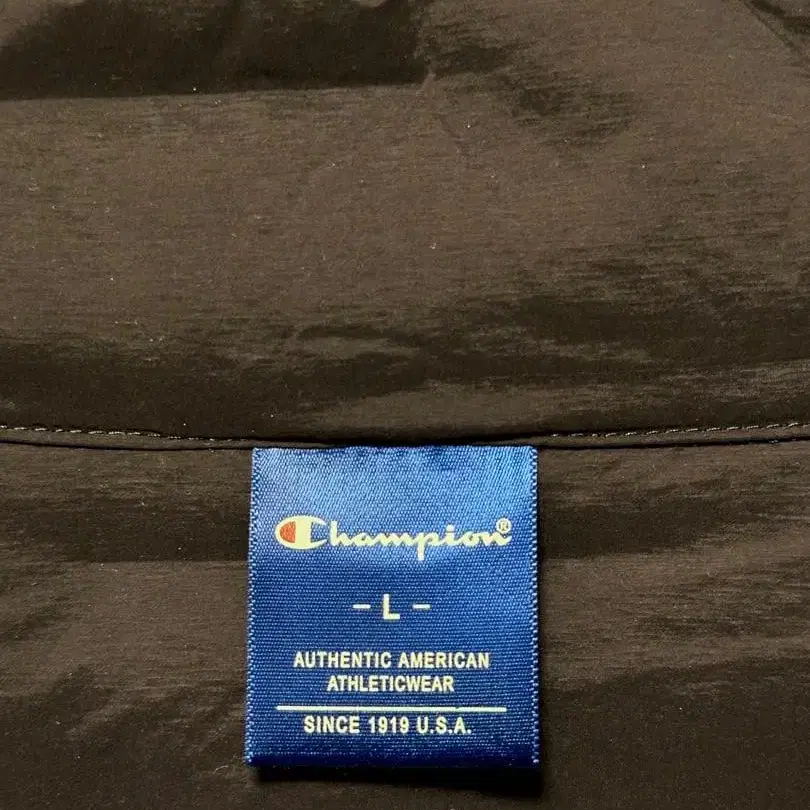 Champion®
- L -
AUTHENTIC AMERICAN
ATHLETICWEAR
SINCE 1919 U.S.A.